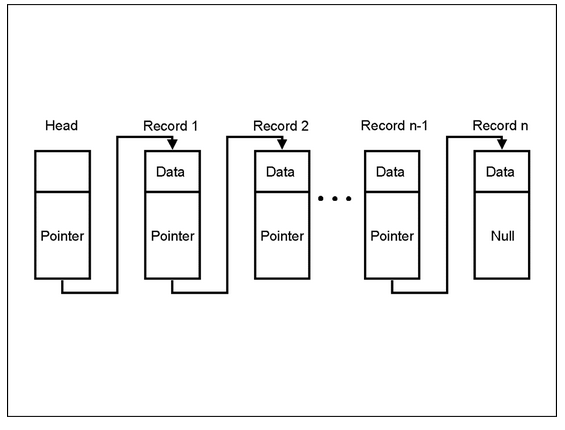 Head Record 1 Record 2 Record n-1 Record n
Data Data Data Data
• • •
Pointer Pointer Pointer Pointer Null